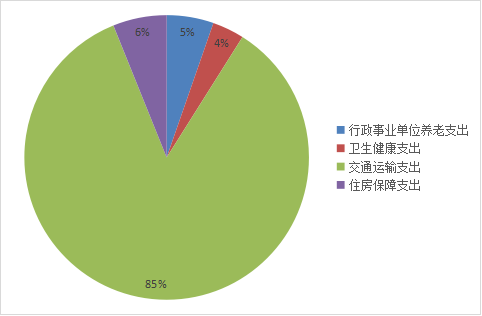 6%
5%
4%
行政事业单位养老支出
卫生健康支出
交通运输支出
住房保障支出
85%